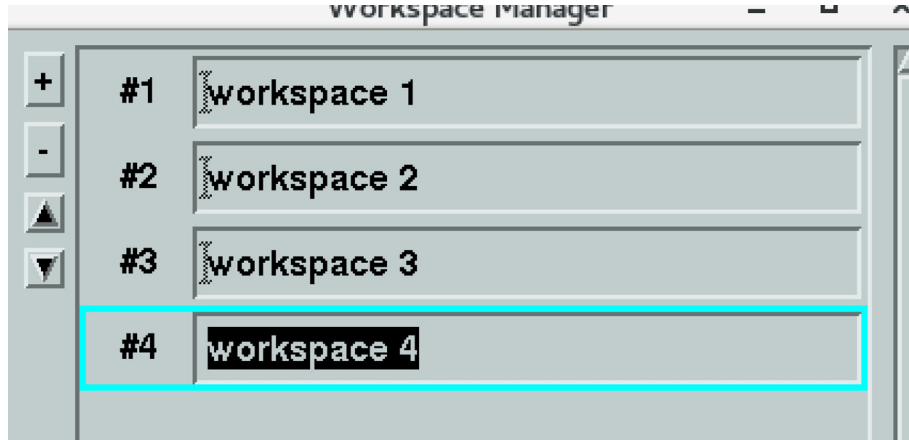 Workspace Manager
+
#1 workspace 1
-
#2 workspace 2
#3 workspace 3
#4 workspace 4